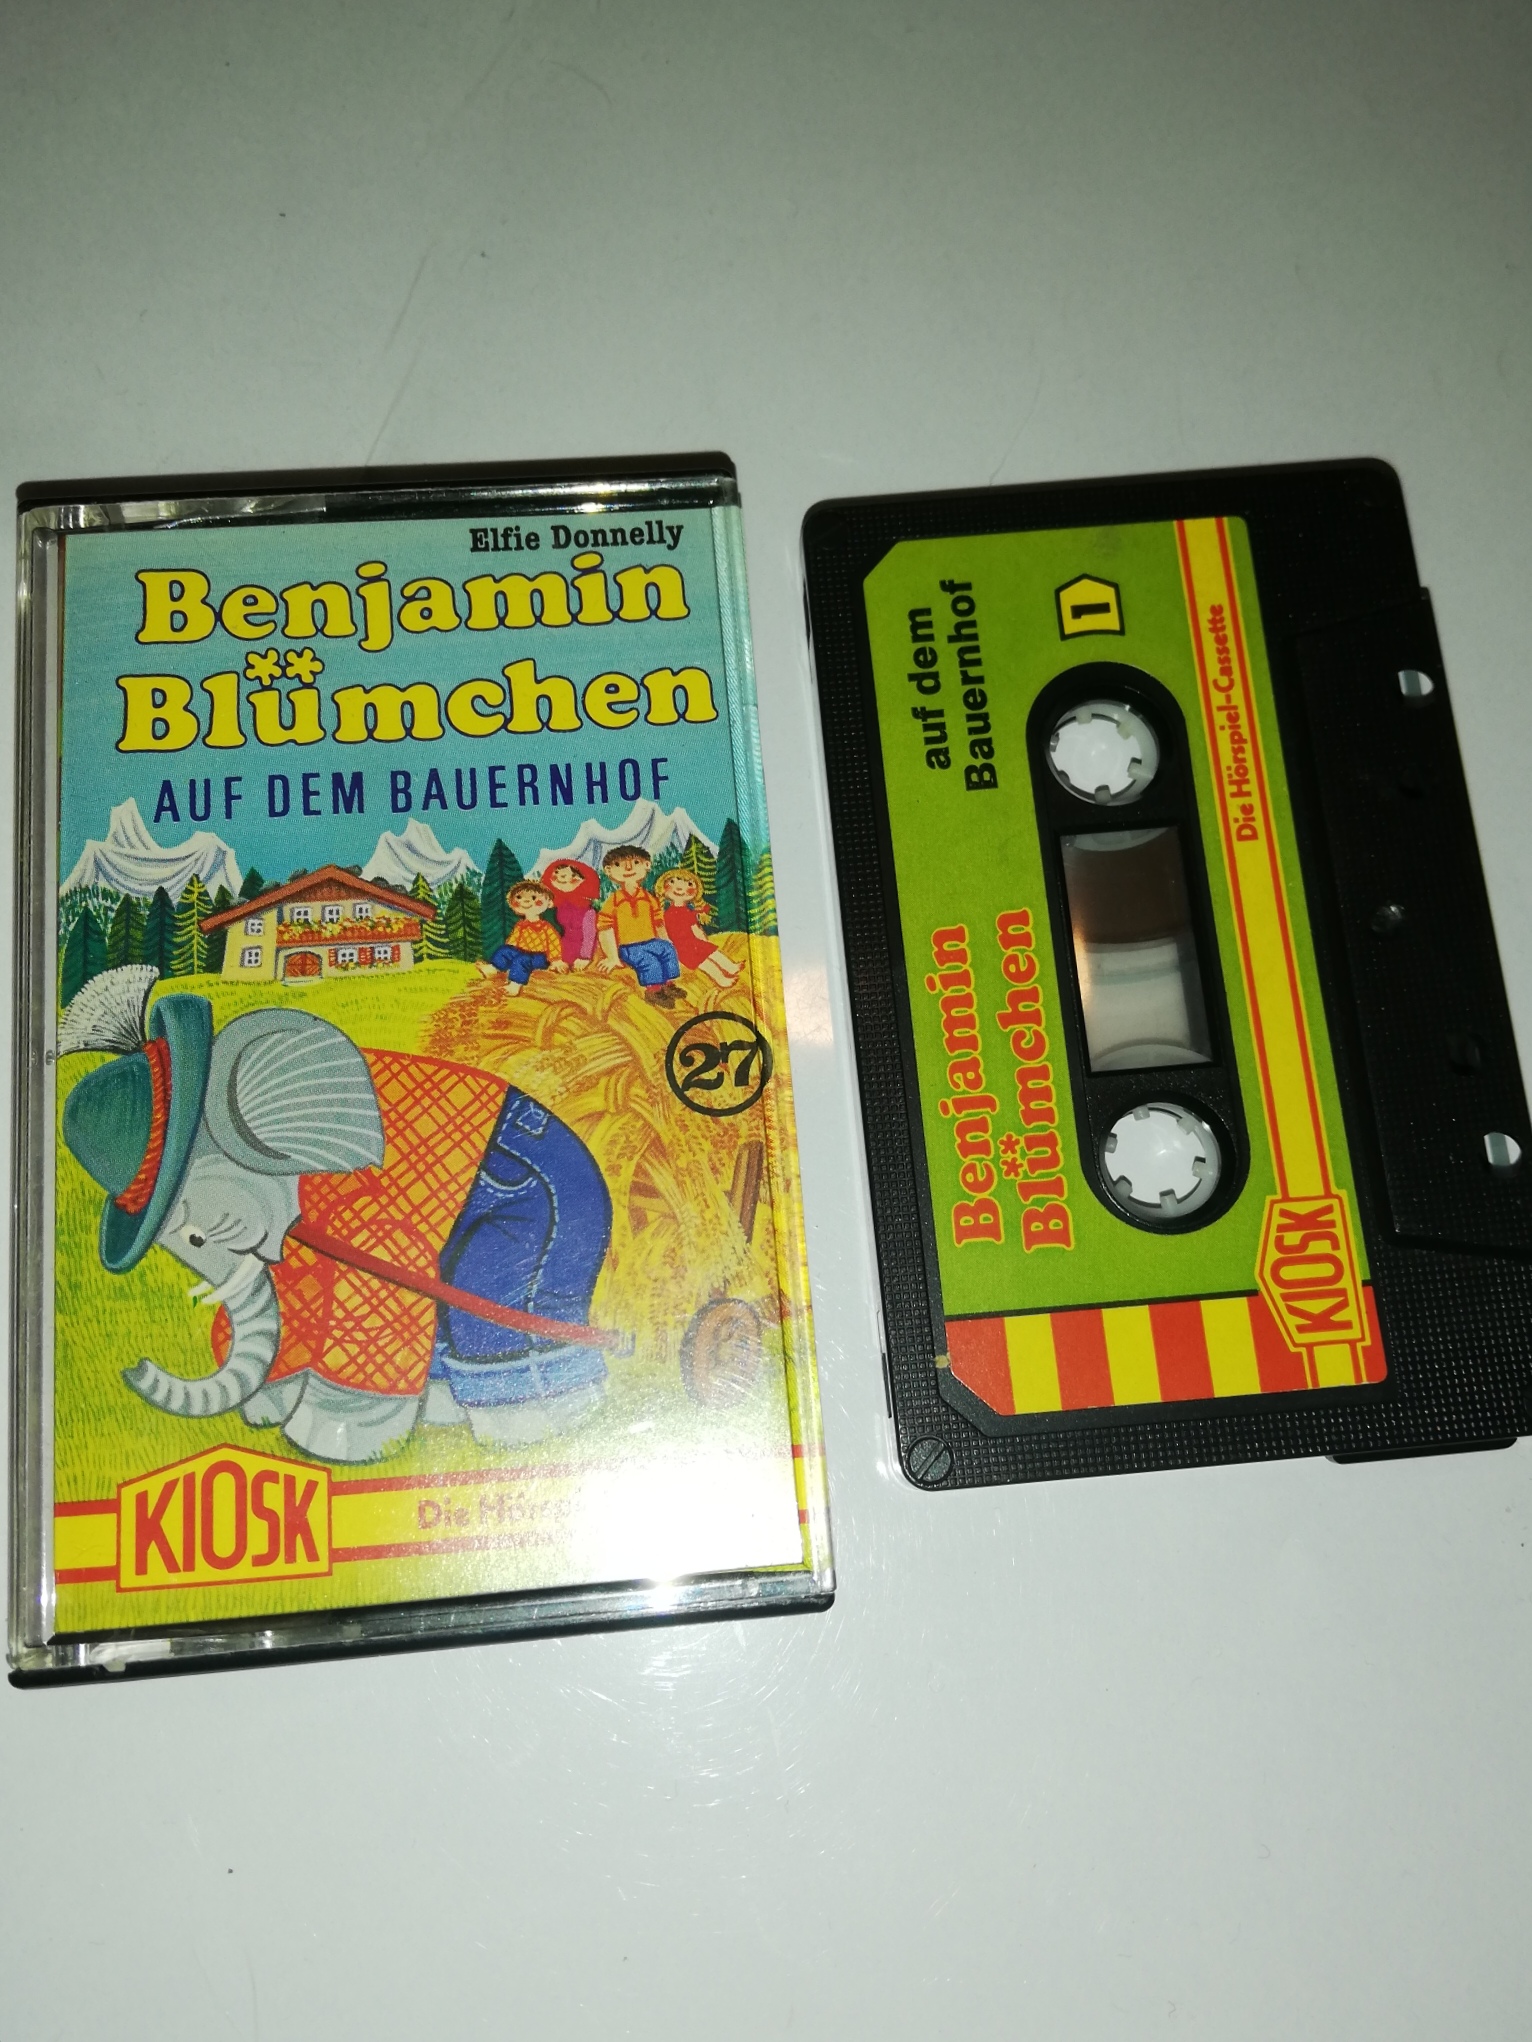 Elfie Donnelly
Benjamin
Blümchen
AUF DEM BAUERNHOF
27
KIOSK
Die
auf dem
Bauernhof
1
Benjamin
Blümchen
Die Hörspiel-Cassette
KIOSK